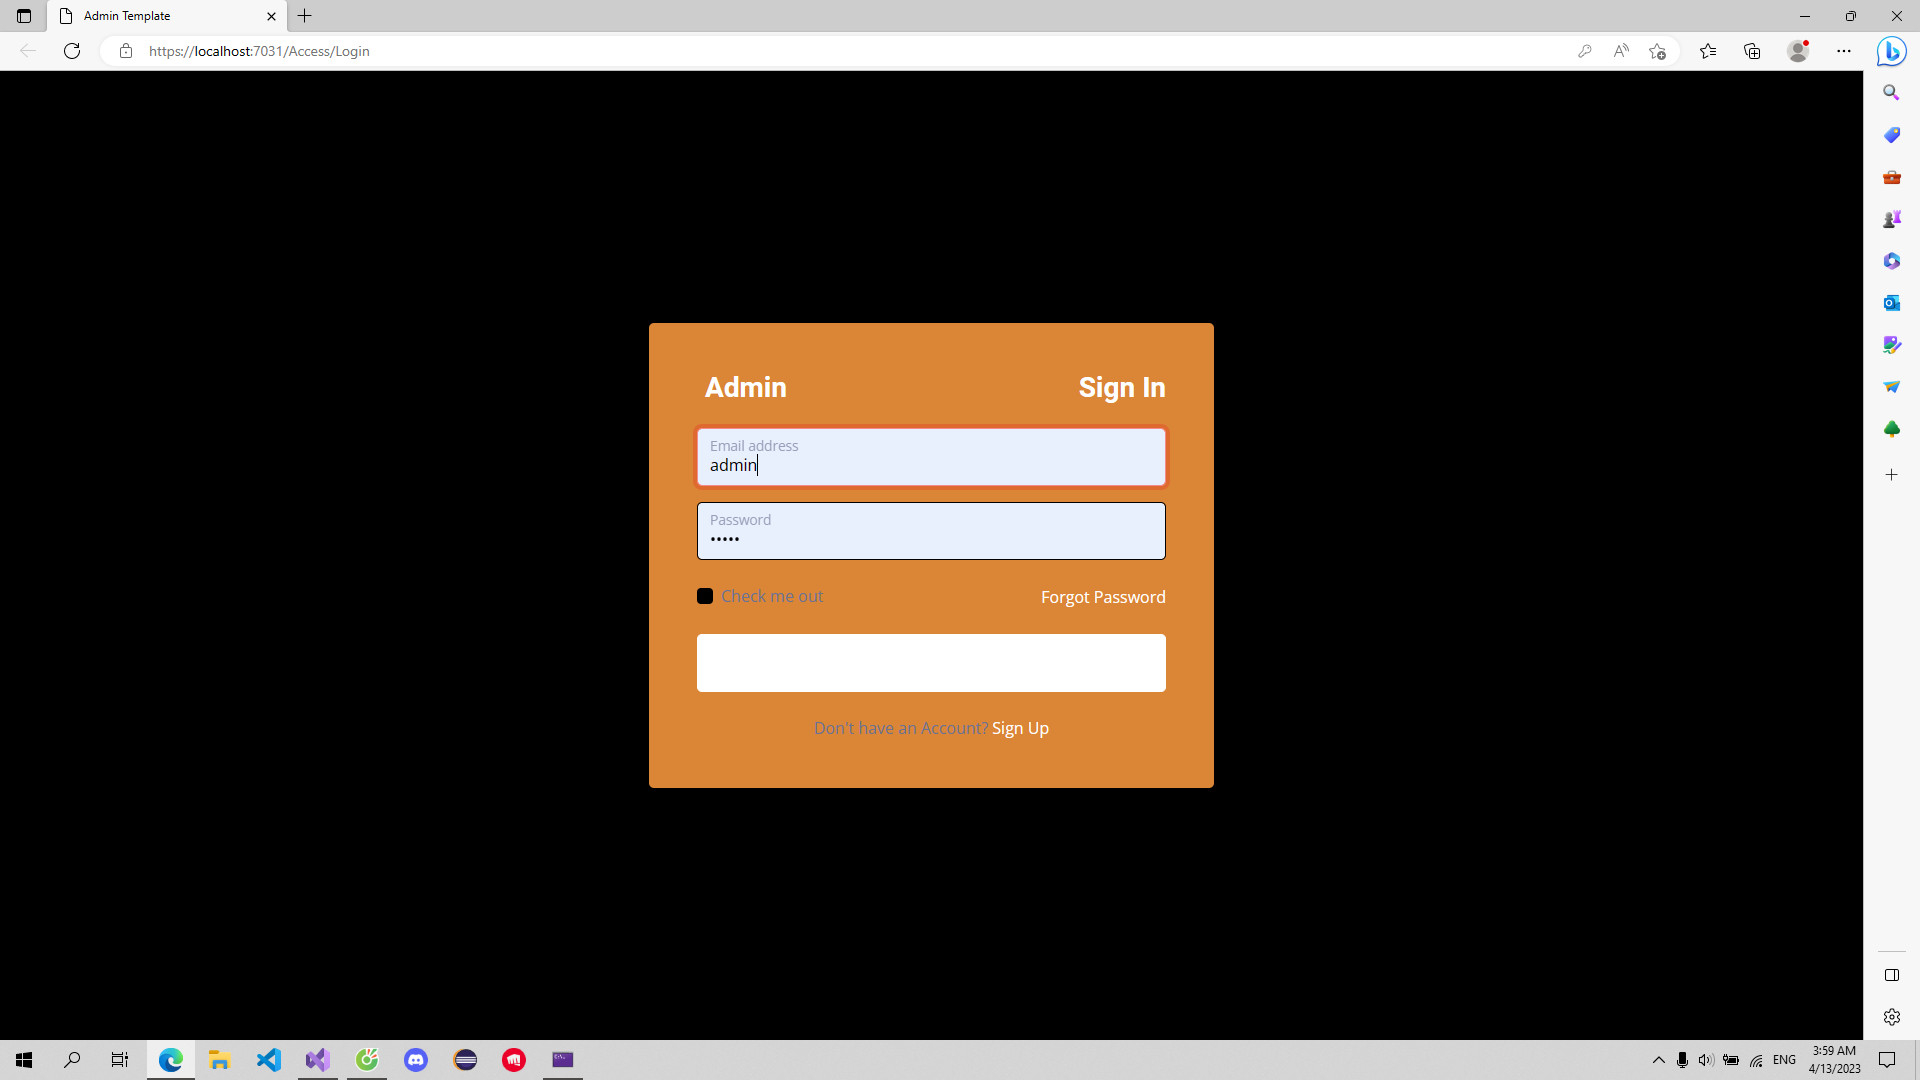 Admin Template
https://localhost:7031/Access/Login
Admin
Sign In
Email address
admin
Password
•••••
Check me out
Forgot Password
Don't have an Account? Sign Up
ENG
3:59 AM
4/13/2023